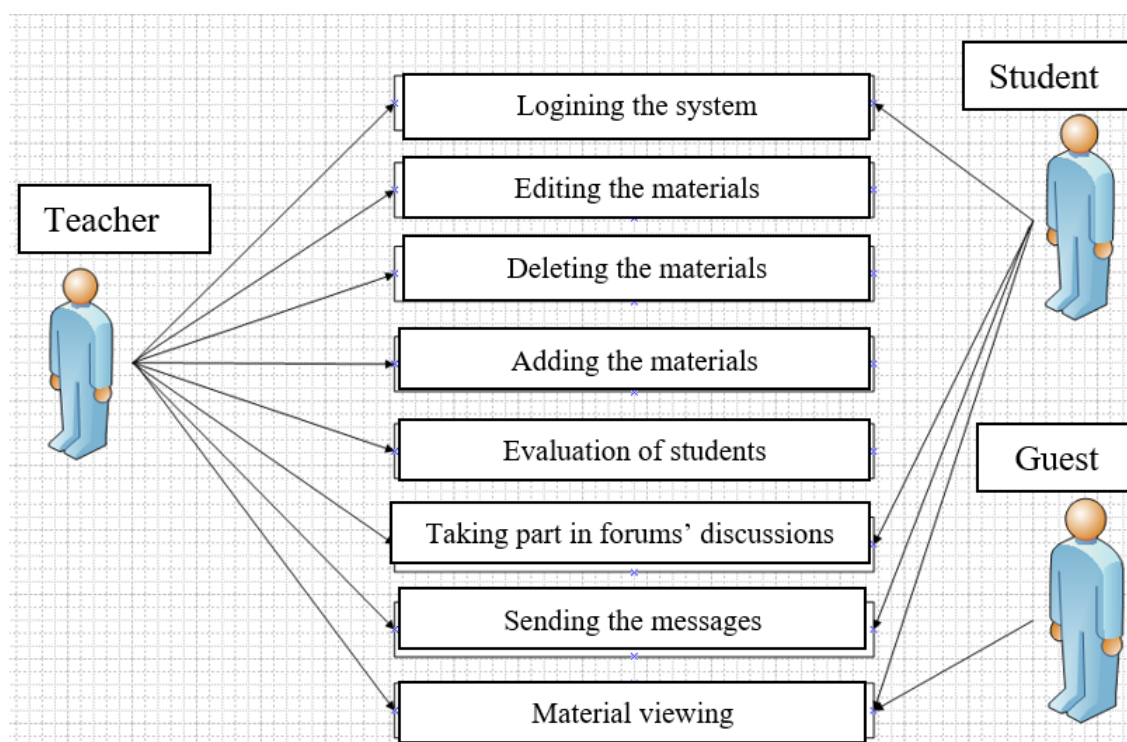 Student
Logining the system
Editing the materials
Teacher
Deleting the materials
Adding the materials
Evaluation of students
Guest
Taking part in forums’ discussions
Sending the messages
Material viewing